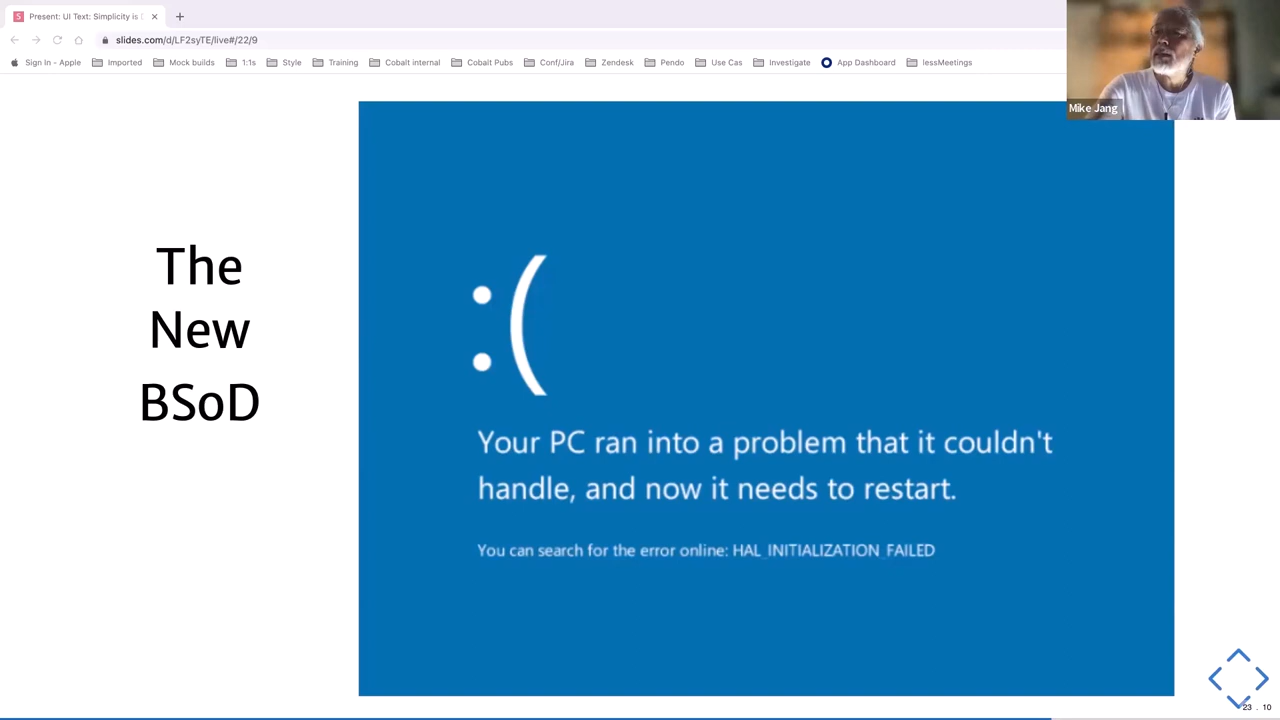 Present: UI Text: Simplicity is
slides.com/d/LF2syTE/live#/22/9
Sign In - Apple Imported Mock builds 1:1s Style Training Cobalt internal Cobalt Pubs Conf/Jira Zendesk Pendo Use Cas Investigate App Dashboard lessMeetings
Mike Jang
The
New
BSoD
:(
Your PC ran into a problem that it couldn't
handle, and now it needs to restart.
You can search for the error online: HAL_INITIALIZATION_FAILED
23 . 10